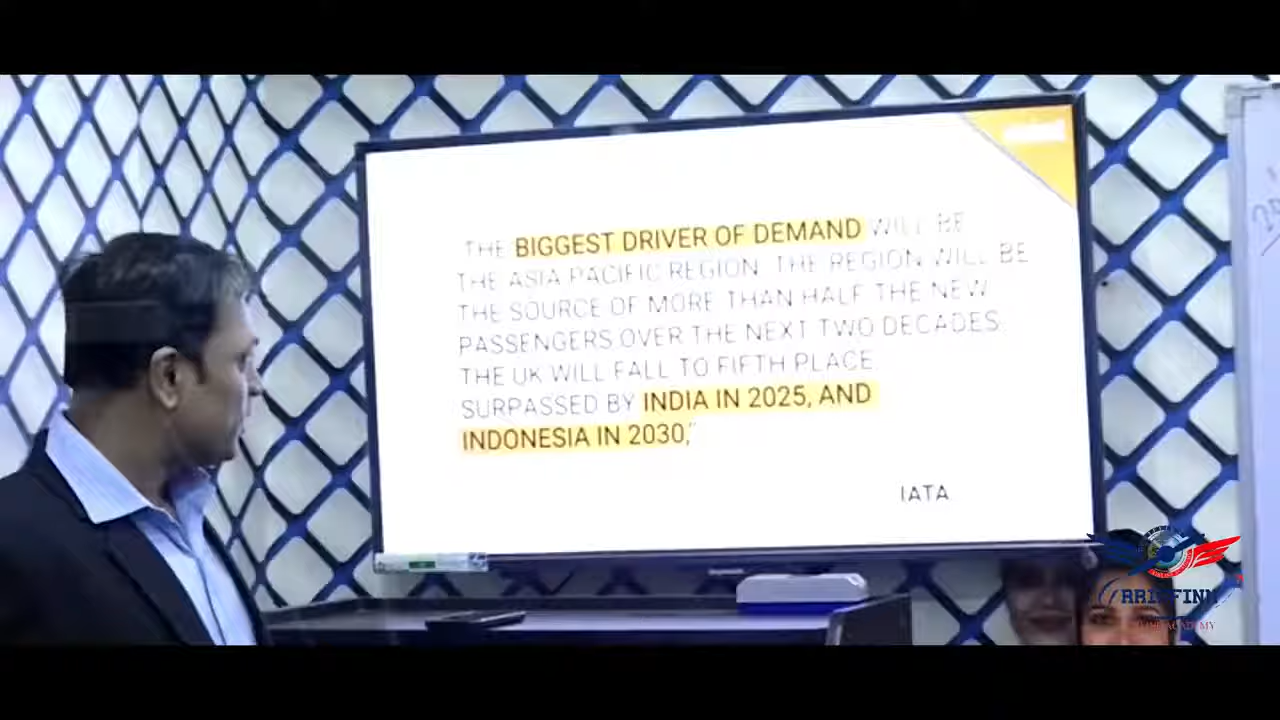 THE BIGGEST DRIVER OF DEMAND WILL BE
THE ASIA PACIFIC REGION. THE REGION WILL BE
THE SOURCE OF MORE THAN HALF THE NEW
PASSENGERS OVER THE NEXT TWO DECADES.
THE UK WILL FALL TO FIFTH PLACE,
SURPASSED BY INDIA IN 2025, AND
INDONESIA IN 2030,"
IATA